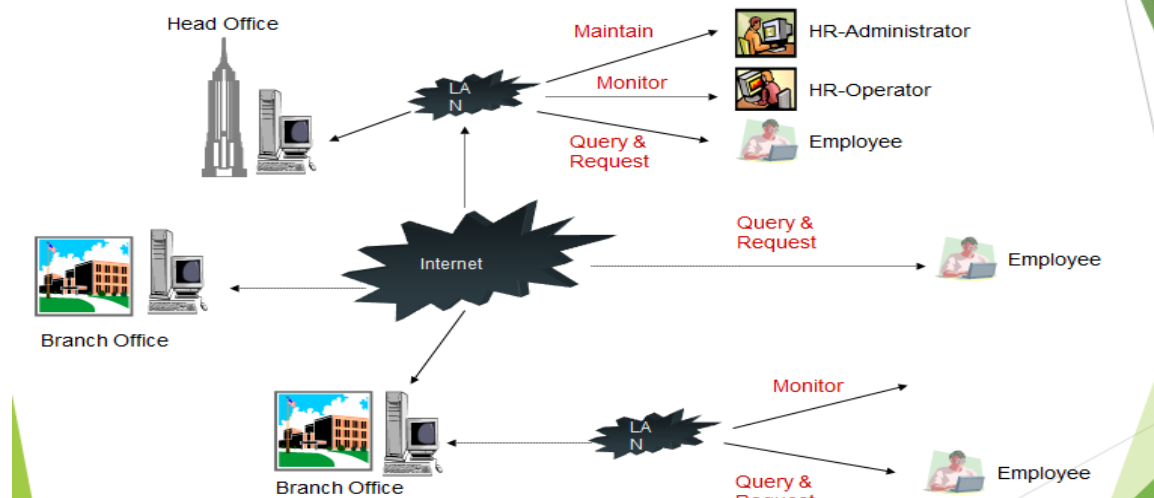 Head Office
Maintain
HR-Administrator
LA
N
Monitor
HR-Operator
Query &
Request
Employee
Query &
Request
Internet
Employee
Branch Office
Monitor
LA
N
Employee
Branch Office
Query &
Request